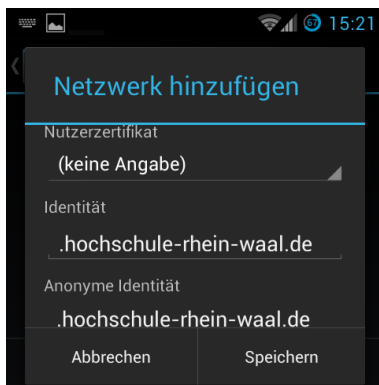 67 15:21
Netzwerk hinzufügen
Nutzerzertifikat
(keine Angabe)
Identität
.hochschule-rhein-waal.de
Anonyme Identität
.hochschule-rhein-waal.de
Abbrechen Speichern